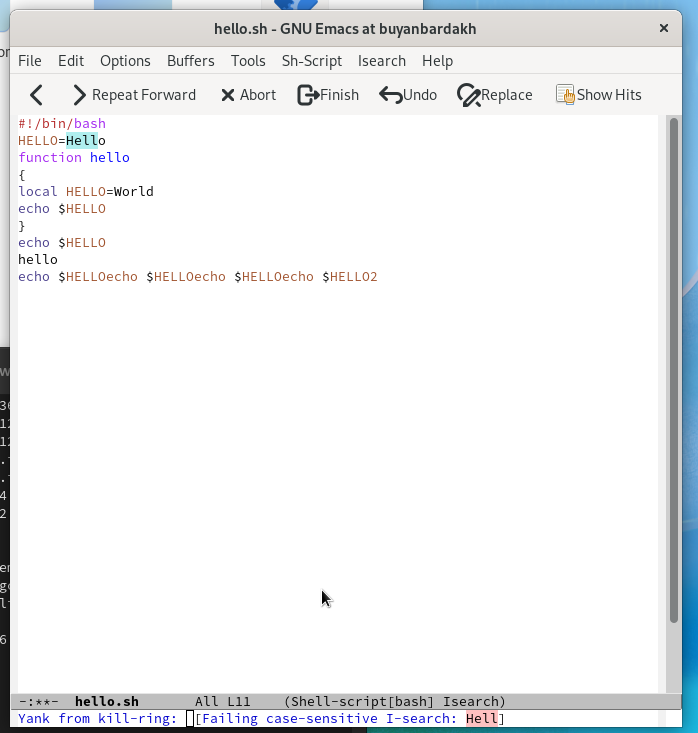 hello.sh - GNU Emacs at buyanbardakh
File Edit Options Buffers Tools Sh-Script Isearch Help
Repeat Forward Abort Finish Undo Replace Show Hits
#!/bin/bash
HELLO=Hello
function hello
{
local HELLO=World
echo $HELLO
}
echo $HELLO
hello
echo $HELLOecho $HELLOecho $HELLOecho $HELLO2
-:**- hello.sh All L11 (Shell-script[bash] Isearch)
Yank from kill-ring: [Failing case-sensitive I-search: Hell]